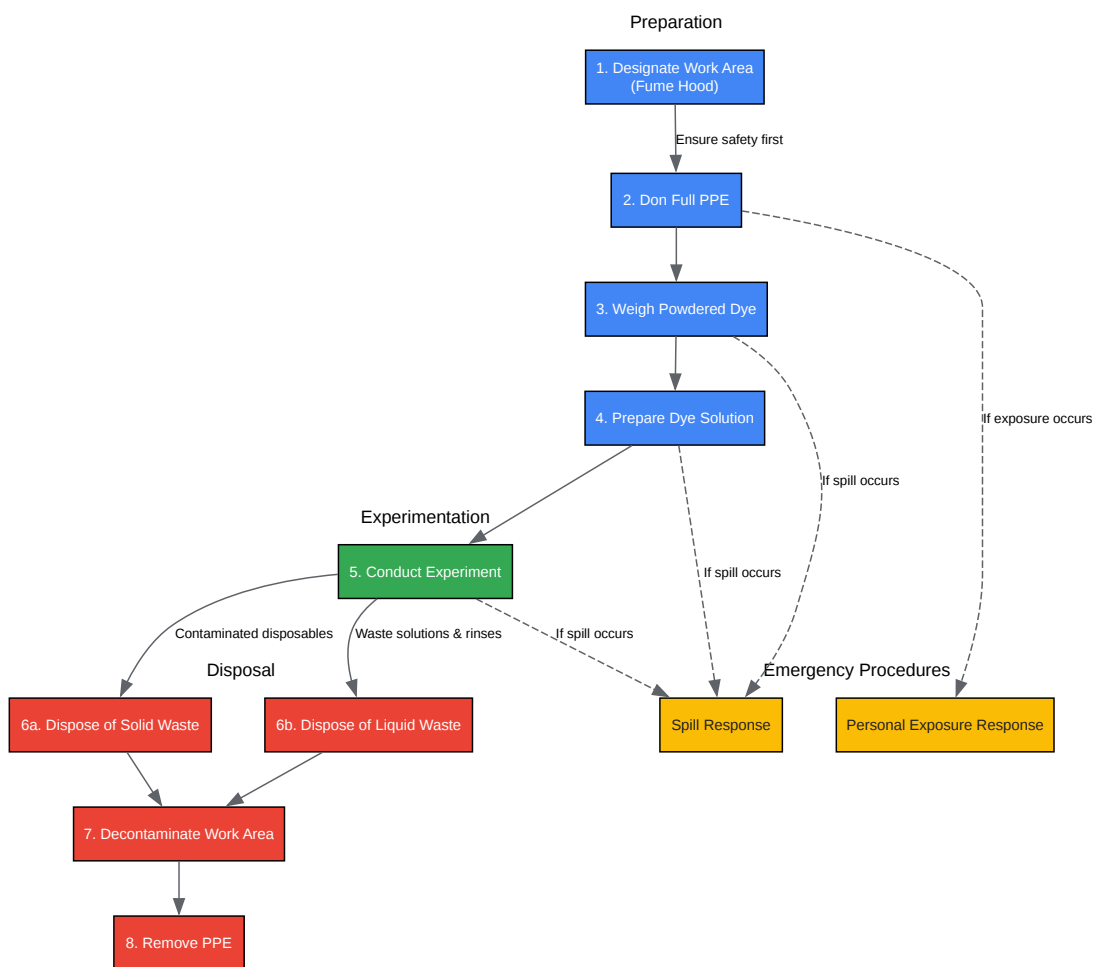 Preparation
1. Designate Work Area
(Fume Hood)
Ensure safety first
2. Don Full PPE
3. Weigh Powdered Dye
4. Prepare Dye Solution
If exposure occurs
If spill occurs
Experimentation
5. Conduct Experiment
If spill occurs
Contaminated disposables
Waste solutions & rinses
If spill occurs
Disposal
Emergency Procedures
6a. Dispose of Solid Waste
6b. Dispose of Liquid Waste
Spill Response
Personal Exposure Response
7. Decontaminate Work Area
8. Remove PPE